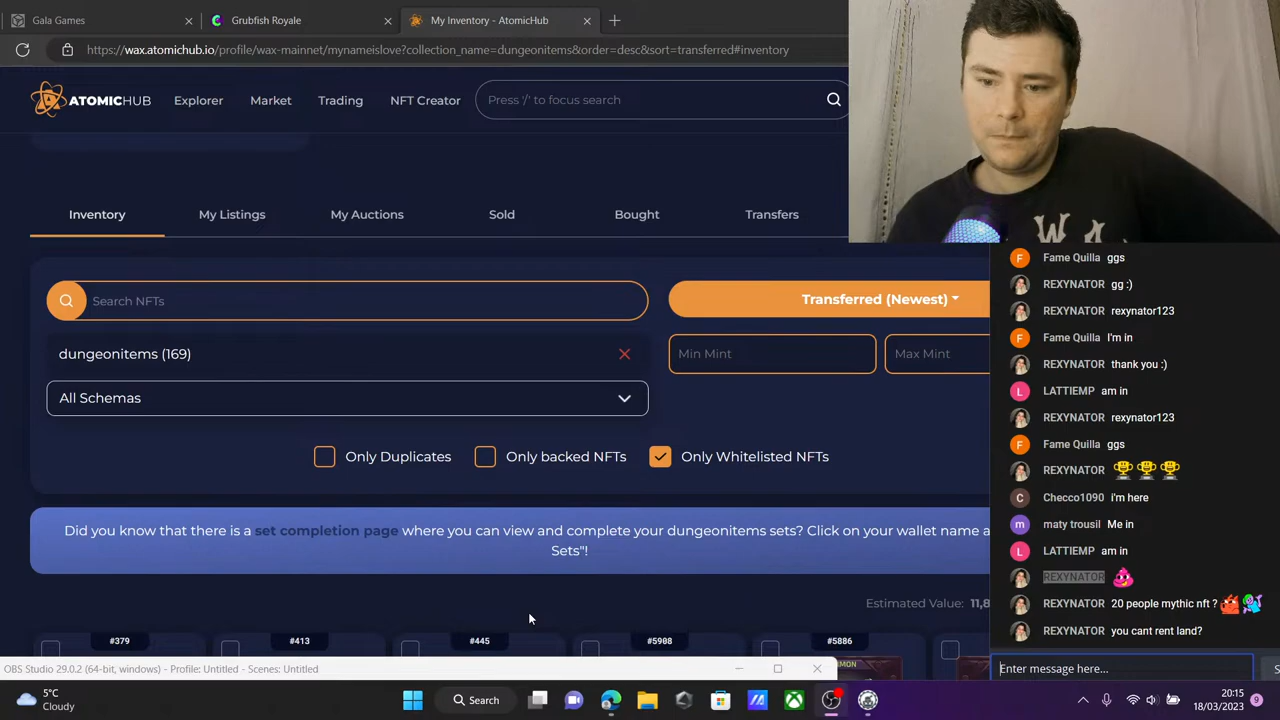 Gala Games
Grubfish Royale
My Inventory - AtomicHub
https://wax.atomichub.io/profile/wax-mainnet/mynameislove?collection_name=dungeonitems&order=desc&sort=transferred#inventory
ATOMICHUB
Explorer
Market
Trading
NFT Creator
Press '/' to focus search
Inventory
My Listings
My Auctions
Sold
Bought
Transfers
Search NFTs
Transferred (Newest)
dungeonitems (169)
Min Mint
Max Mint
All Schemas
Only Duplicates
Only backed NFTs
Only Whitelisted NFTs
Did you know that there is a set completion page where you can view and complete your dungeonitems sets? Click on your wallet name a
Sets"!
Estimated Value: 11,8
#379
#413
#445
#5908
#5886
F Fame Quilla ggs
REXYNATOR gg :)
REXYNATOR rexynator123
F Fame Quilla I'm in
REXYNATOR thank you :)
L LATTIEMP am in
REXYNATOR rexynator123
F Fame Quilla ggs
REXYNATOR 🏆🏆🏆
C Checco1090 i'm here
m maty trousil Me in
L LATTIEMP am in
REXYNATOR
REXYNATOR 20 people mythic nft ?
REXYNATOR you cant rent land?
Enter message here...
S
OBS Studio 29.0.2 (64-bit, windows) - Profile: Untitled - Scenes: Untitled
5°C
Cloudy
Search
20:15
18/03/2023
9